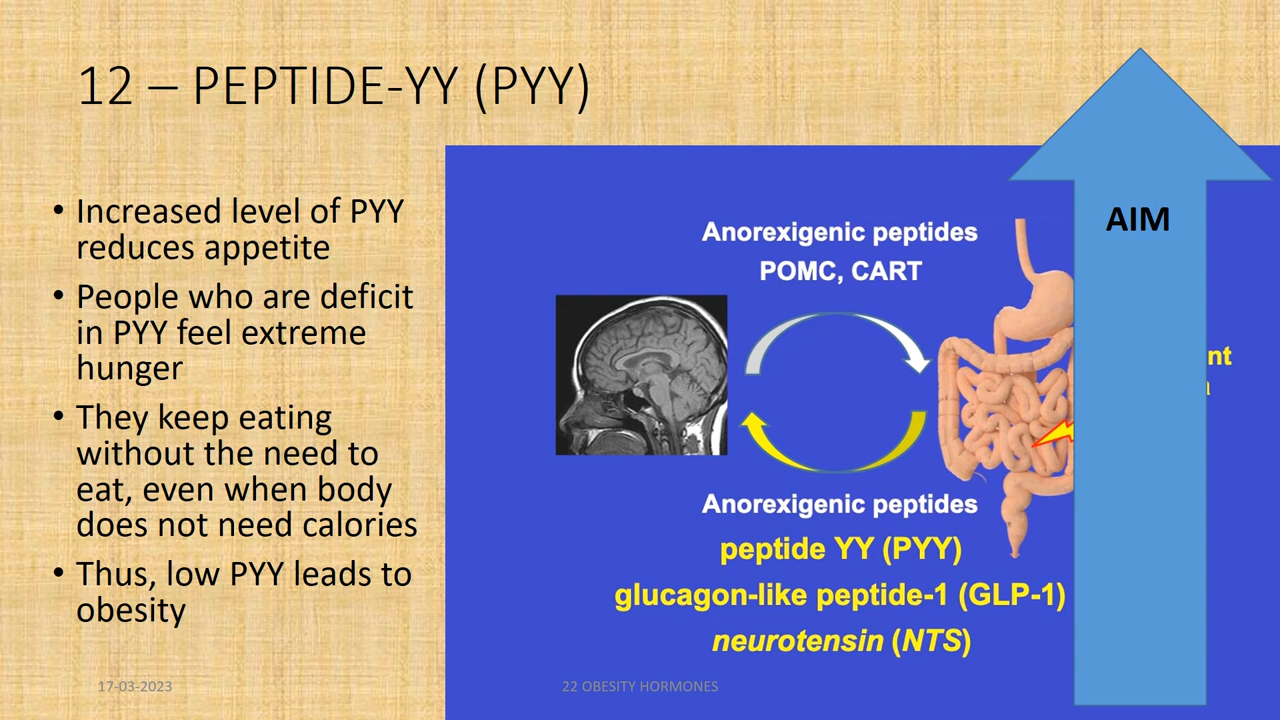 12 – PEPTIDE-YY (PYY)
• Increased level of PYY
reduces appetite
• People who are deficit
in PYY feel extreme
hunger
• They keep eating
without the need to
eat, even when body
does not need calories
• Thus, low PYY leads to
obesity
Anorexigenic peptides
POMC, CART
Anorexigenic peptides
peptide YY (PYY)
glucagon-like peptide-1 (GLP-1)
neurotensin (NTS)
AIM
17-03-2023
22 OBESITY HORMONES